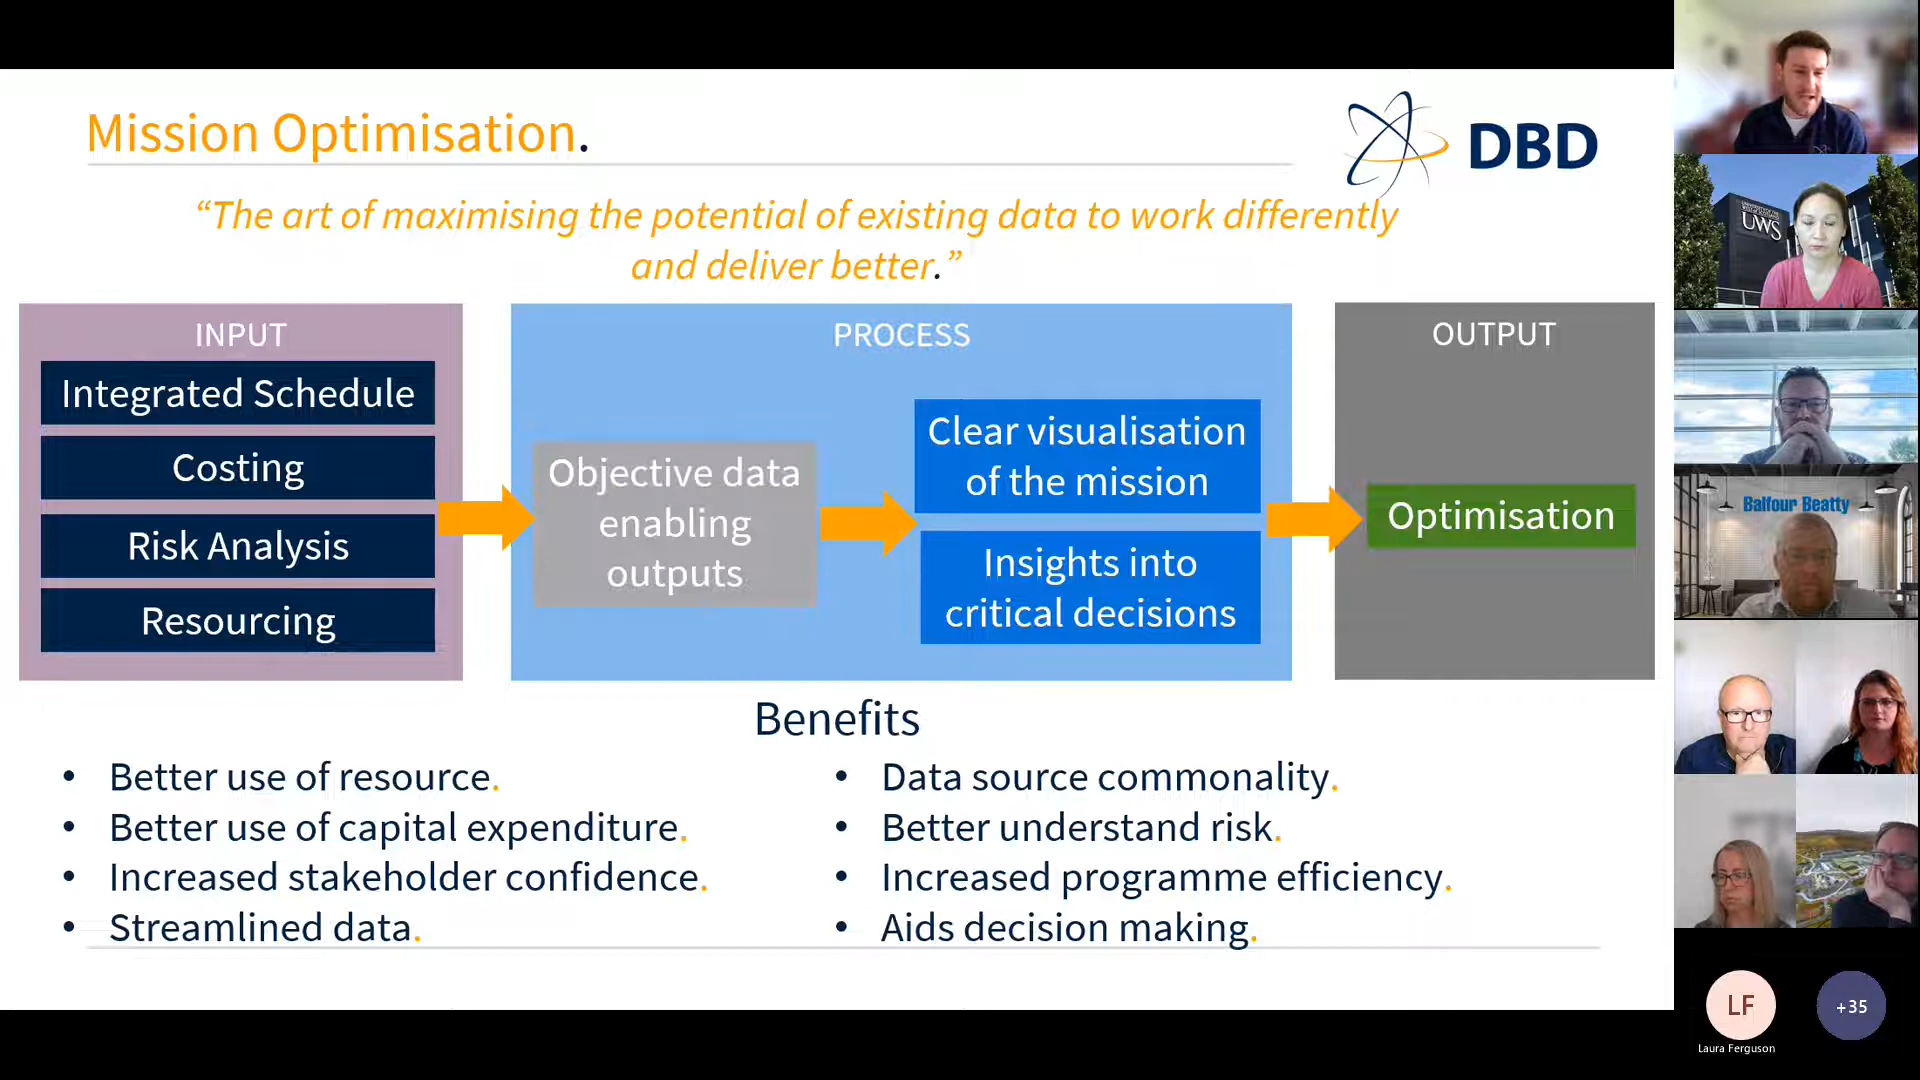 Mission Optimisation.
DBD
“The art of maximising the potential of existing data to work differently
and deliver better.”
INPUT
Integrated Schedule
Costing
Risk Analysis
Resourcing
PROCESS
Objective data
enabling
outputs
Clear visualisation
of the mission
Insights into
critical decisions
OUTPUT
Optimisation
Benefits
• Better use of resource.
• Better use of capital expenditure.
• Increased stakeholder confidence.
• Streamlined data.
• Data source commonality.
• Better understand risk.
• Increased programme efficiency.
• Aids decision making.
UWS
Balfour Beatty
LF
Laura Ferguson
+35